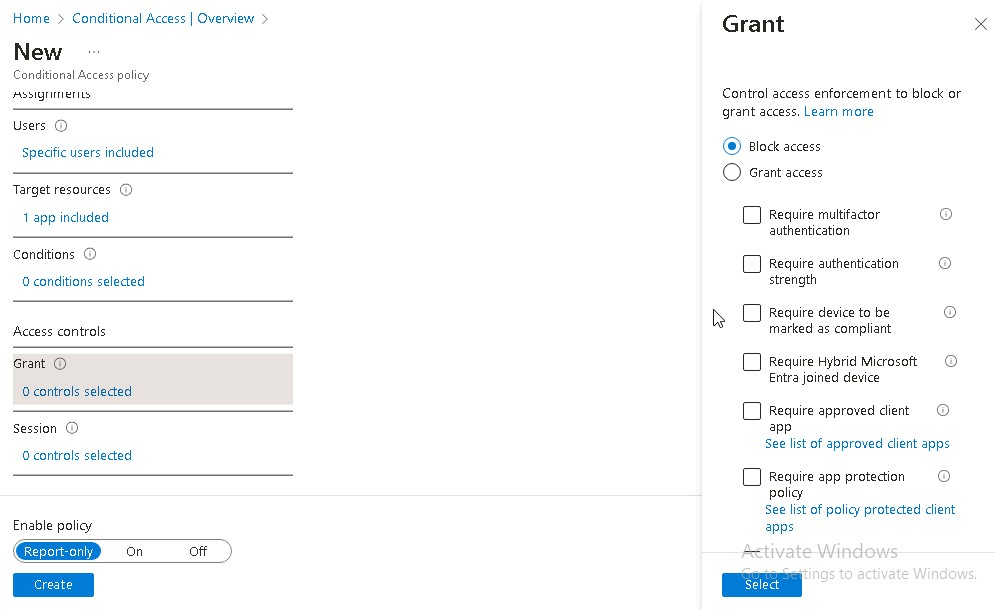 Home > Conditional Access | Overview >
New ...
Conditional Access policy
Assignments
Users
Specific users included
Target resources
1 app included
Conditions
0 conditions selected
Access controls
Grant
0 controls selected
Session
0 controls selected
Enable policy
Report-only On Off
Create
Grant
Control access enforcement to block or
grant access. Learn more
Block access
Grant access
Require multifactor
authentication
Require authentication
strength
Require device to be
marked as compliant
Require Hybrid Microsoft
Entra joined device
Require approved client
app
See list of approved client apps
Require app protection
policy
See list of policy protected client
apps
Activate Windows
Go to Settings to activate Windows.
Select